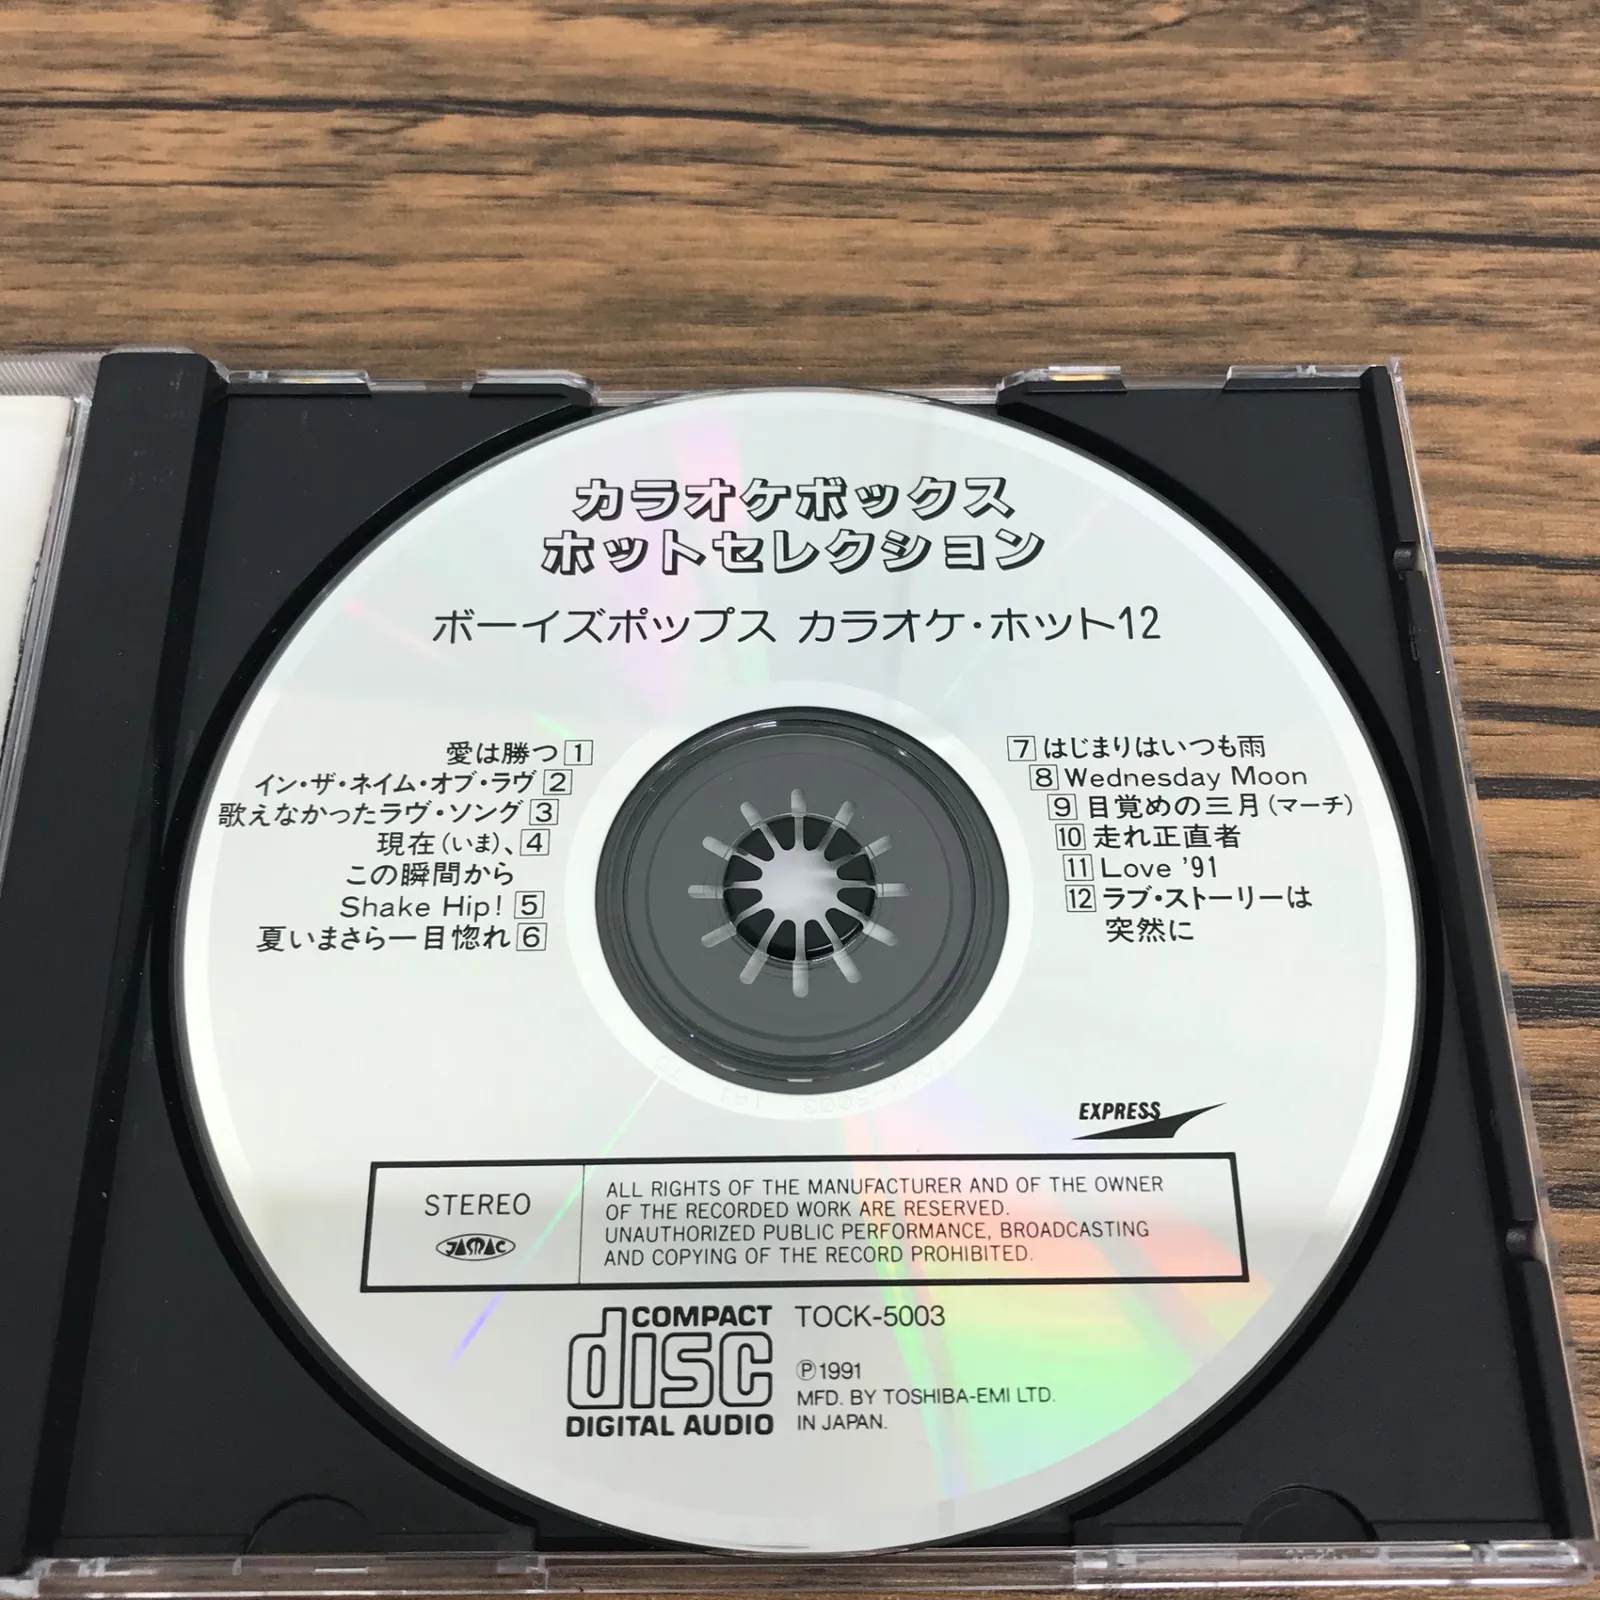 カラオケボックス
ホットセレクション
ボーイズポップス カラオケ・ホット12
愛は勝つ 1
イン・ザ・ネイム・オブ・ラヴ 2
歌えなかったラヴ・ソング 3
現在(いま)、 4
この瞬間から
Shake Hip! 5
夏いまさら一目惚れ 6
7 はじまりはいつも雨
8 Wednesday Moon
9 目覚めの三月(マーチ)
10 走れ正直者
11 Love '91
12 ラブ・ストーリーは
突然に
EXPRESS
STEREO
JASRAC
ALL RIGHTS OF THE MANUFACTURER AND OF THE OWNER
OF THE RECORDED WORK ARE RESERVED.
UNAUTHORIZED PUBLIC PERFORMANCE, BROADCASTING
AND COPYING OF THE RECORD PROHIBITED.
COMPACT
disc
DIGITAL AUDIO
TOCK-5003
Ⓟ1991
MFD. BY TOSHIBA-EMI LTD.
IN JAPAN.